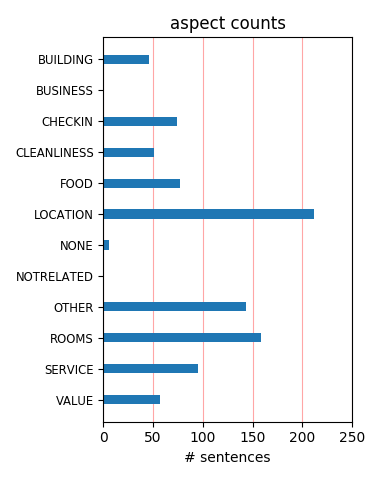 aspect counts
BUILDING
BUSINESS
CHECKIN
CLEANLINESS
FOOD
LOCATION
NONE
NOTRELATED
OTHER
ROOMS
SERVICE
VALUE
0 50 100 150 200 250
# sentences